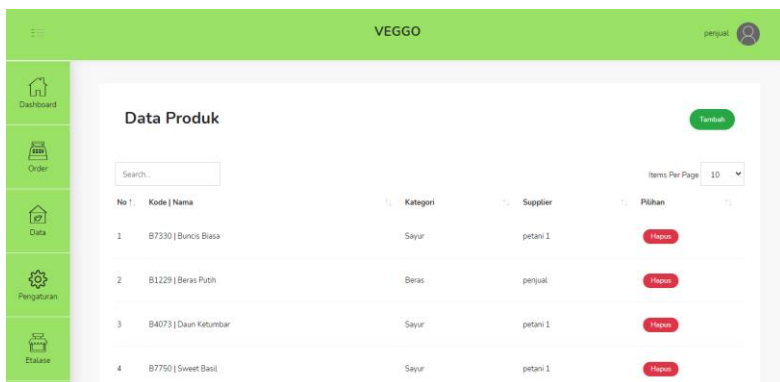 VEGGO
penjual
Dashboard
Order
Data
Pengaturan
Etalase
Data Produk
Tambah
Search..
Items Per Page 10
No Kode | Nama Kategori Supplier Pilihan
1 B7330 | Buncis Biasa Sayur petani 1 Hapus
2 B1229 | Beras Putih Beras penjual Hapus
3 B4073 | Daun Ketumbar Sayur petani 1 Hapus
4 B7750 | Sweet Basil Sayur petani 1 Hapus